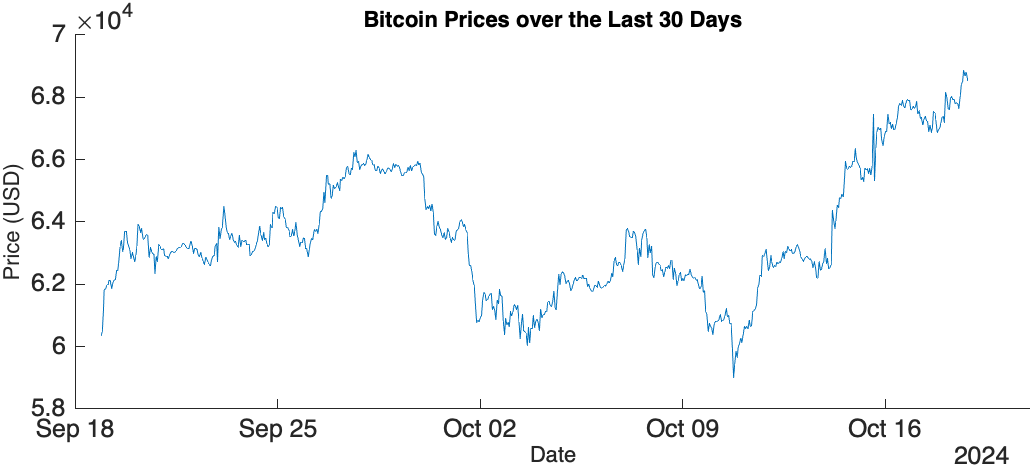 Bitcoin Prices over the Last 30 Days
×10⁴
7
6.8
6.6
6.4
6.2
6
5.8
Price (USD)
Sep 18 Sep 25 Oct 02 Oct 09 Oct 16
Date
2024